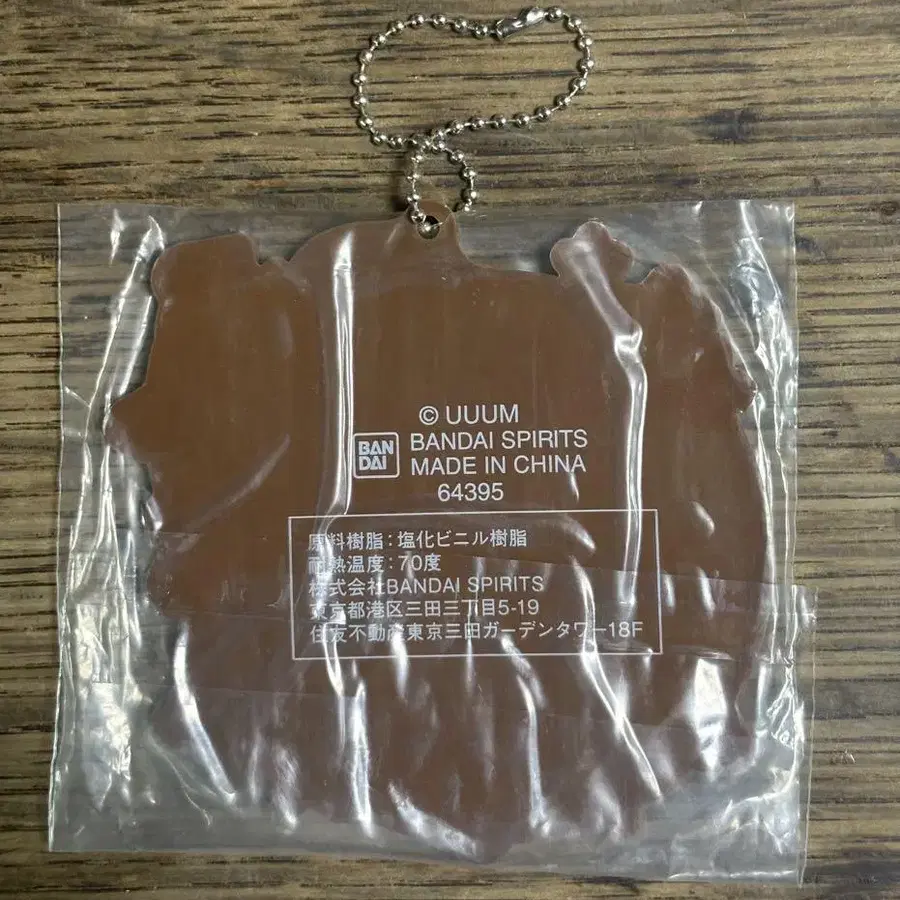 © UUUM
BANDAI
BANDAI SPIRITS
MADE IN CHINA
64395
原料樹脂：塩化ビニル樹脂
耐熱温度：70度
株式会社BANDAI SPIRITS
東京都港区三田三丁目5-19
住友不動産東京三田ガーデンタワー18F